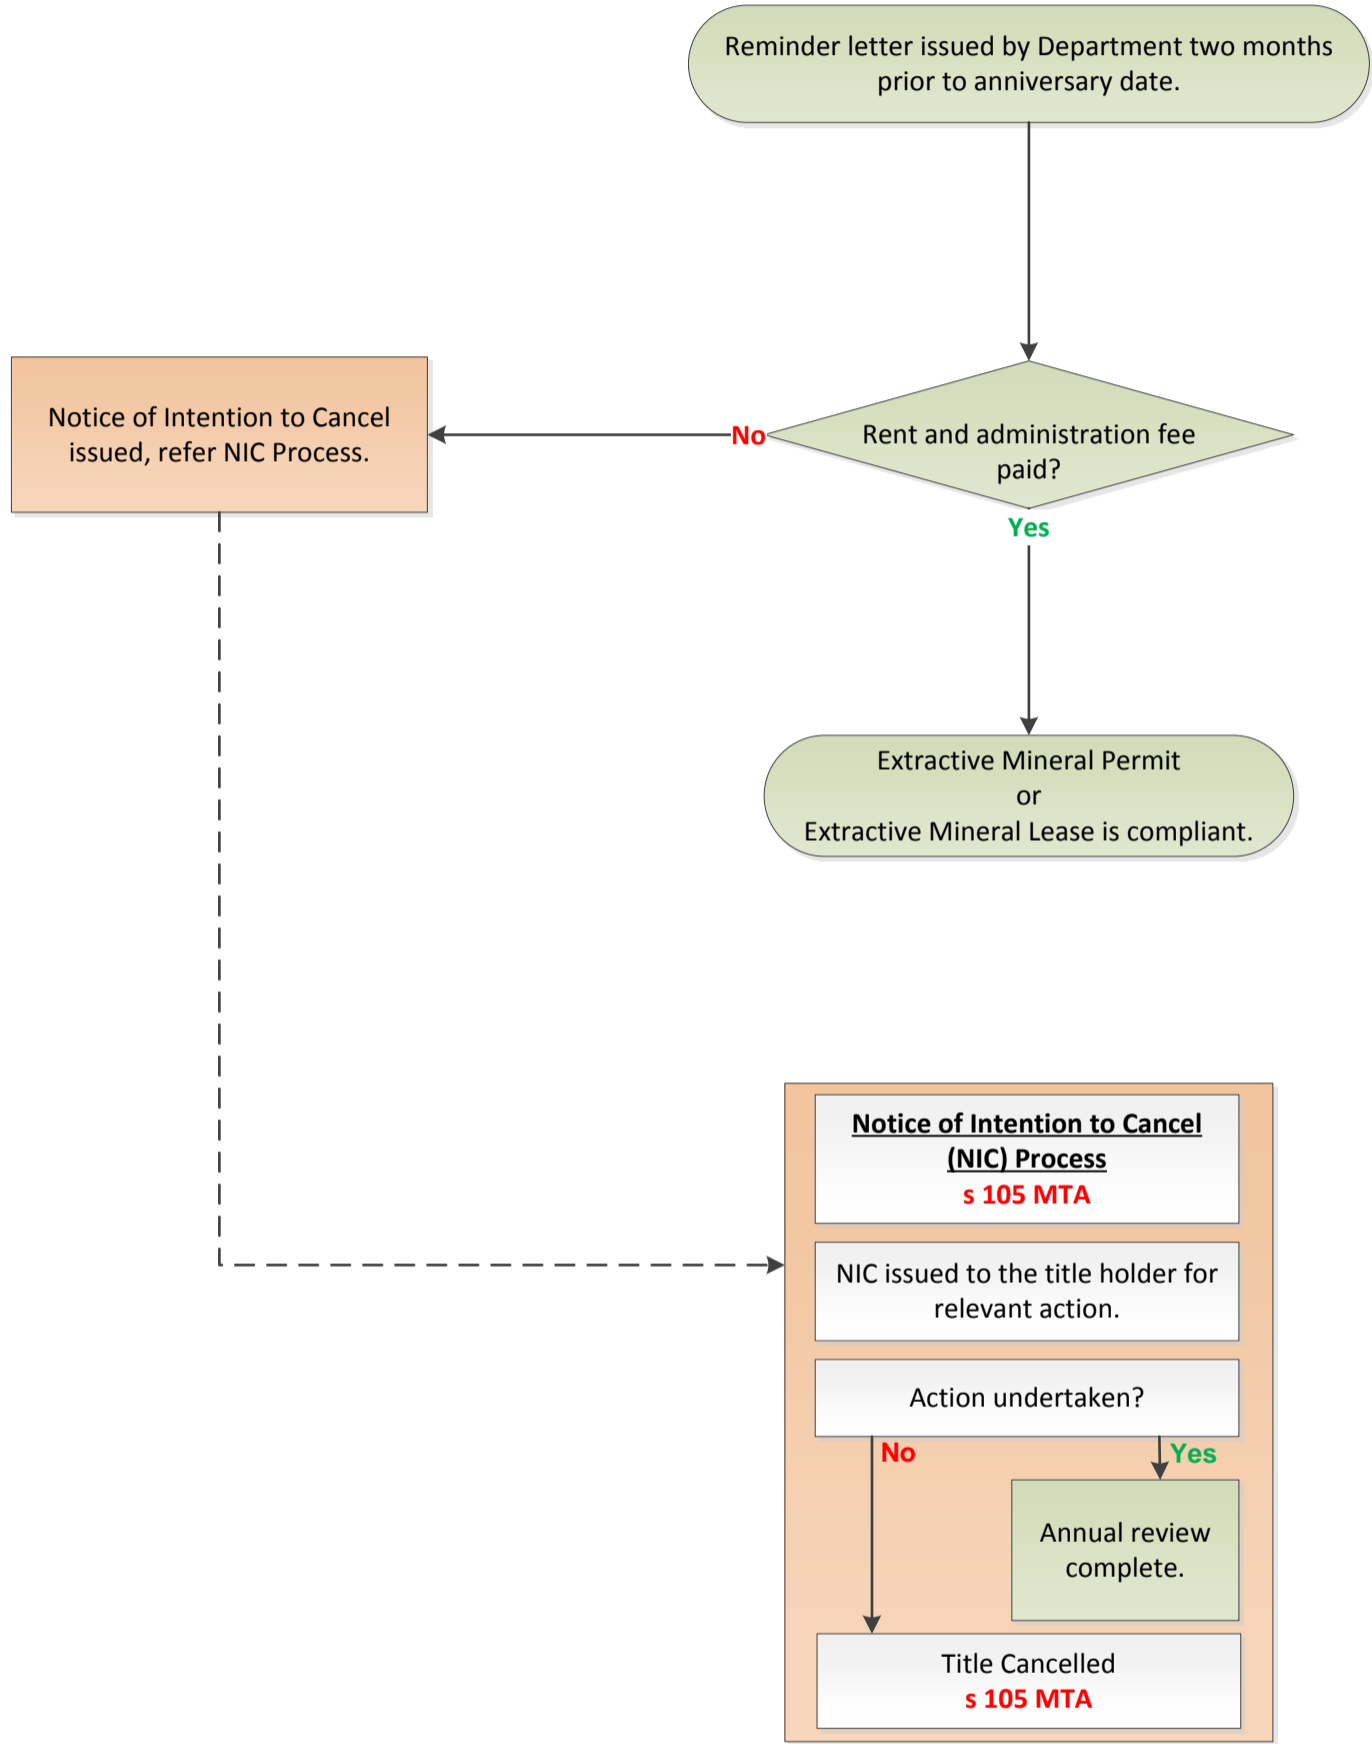 Reminder letter issued by Department two months
prior to anniversary date.
Notice of Intention to Cancel
issued, refer NIC Process.
No
Rent and administration fee
paid?
Yes
Extractive Mineral Permit
or
Extractive Mineral Lease is compliant.
Notice of Intention to Cancel
(NIC) Process
s 105 MTA
NIC issued to the title holder for
relevant action.
Action undertaken?
No
Yes
Annual review
complete.
Title Cancelled
s 105 MTA